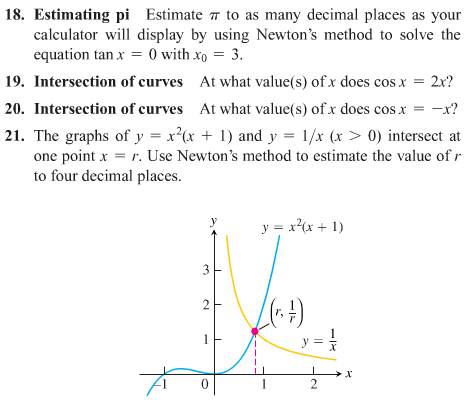 18. Estimating pi Estimate π to as many decimal places as your
calculator will display by using Newton's method to solve the
equation tan x = 0 with x₀ = 3.
19. Intersection of curves At what value(s) of x does cos x = 2x?
20. Intersection of curves At what value(s) of x does cos x = −x?
21. The graphs of y = x²(x + 1) and y = 1/x (x > 0) intersect at
one point x = r. Use Newton's method to estimate the value of r
to four decimal places.
y
y = x²(x + 1)
3
2
(r, 1/r)
1
y = 1/x
x
−1 0 1 2